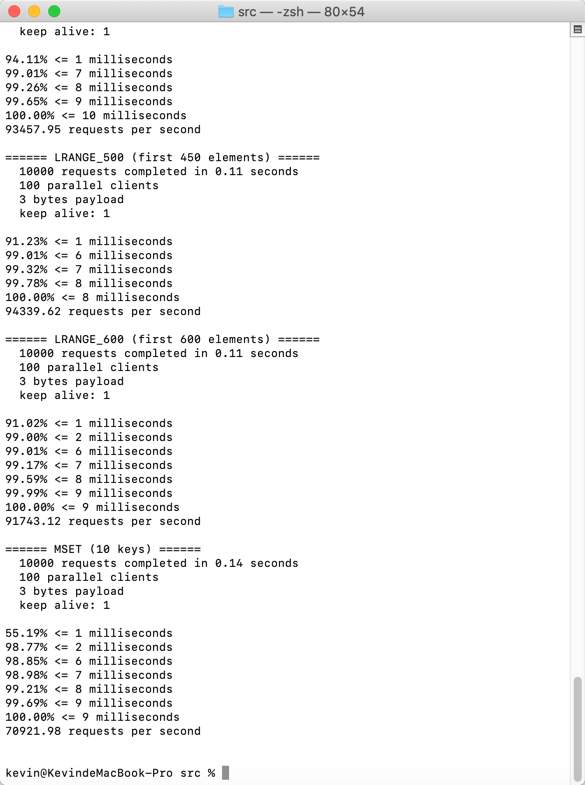 src — -zsh — 80×54
keep alive: 1
94.11% <= 1 milliseconds
99.01% <= 7 milliseconds
99.26% <= 8 milliseconds
99.65% <= 9 milliseconds
100.00% <= 10 milliseconds
93457.95 requests per second
====== LRANGE_500 (first 450 elements) ======
10000 requests completed in 0.11 seconds
100 parallel clients
3 bytes payload
keep alive: 1
91.23% <= 1 milliseconds
99.01% <= 6 milliseconds
99.32% <= 7 milliseconds
99.78% <= 8 milliseconds
100.00% <= 8 milliseconds
94339.62 requests per second
====== LRANGE_600 (first 600 elements) ======
10000 requests completed in 0.11 seconds
100 parallel clients
3 bytes payload
keep alive: 1
91.02% <= 1 milliseconds
99.00% <= 2 milliseconds
99.01% <= 6 milliseconds
99.17% <= 7 milliseconds
99.59% <= 8 milliseconds
99.99% <= 9 milliseconds
100.00% <= 9 milliseconds
91743.12 requests per second
====== MSET (10 keys) ======
10000 requests completed in 0.14 seconds
100 parallel clients
3 bytes payload
keep alive: 1
55.19% <= 1 milliseconds
98.77% <= 2 milliseconds
98.85% <= 6 milliseconds
98.98% <= 7 milliseconds
99.21% <= 8 milliseconds
99.69% <= 9 milliseconds
100.00% <= 9 milliseconds
70921.98 requests per second
kevin@KevindeMacBook-Pro src %